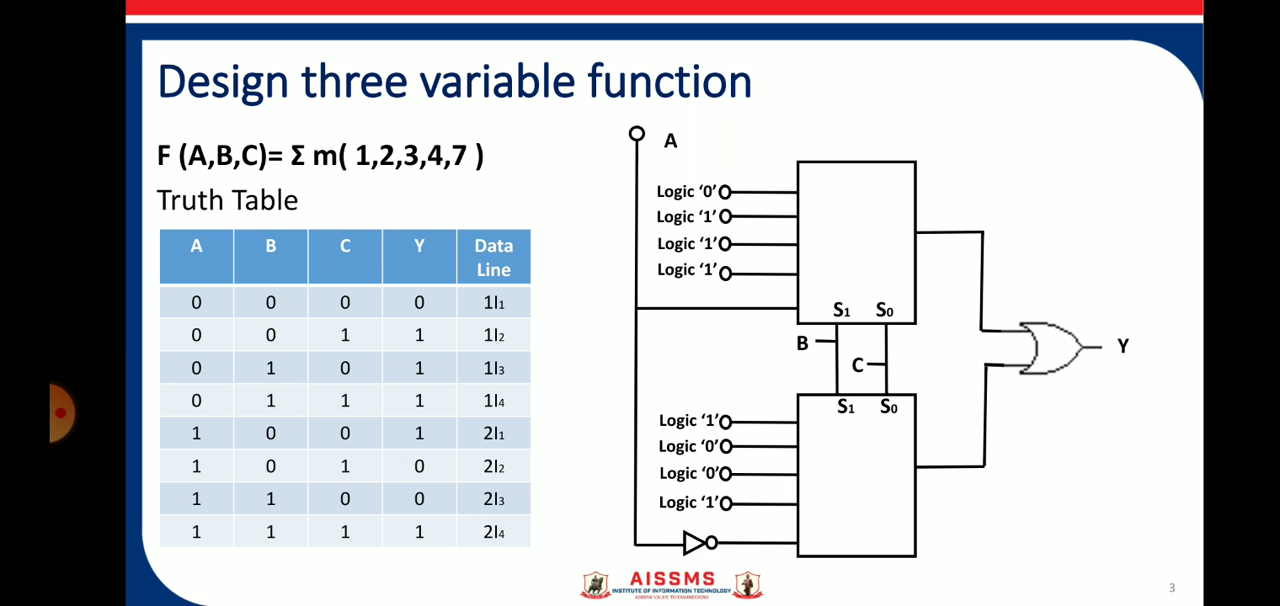 Design three variable function
F (A,B,C)= Σ m( 1,2,3,4,7 )
Truth Table
A B C Y Data Line
0 0 0 0 1I1
0 0 1 1 1I2
0 1 0 1 1I3
0 1 1 1 1I4
1 0 0 1 2I1
1 0 1 0 2I2
1 1 0 0 2I3
1 1 1 1 2I4
A
Logic ‘0’
Logic ‘1’
Logic ‘1’
Logic ‘1’
S1 S0
B
C
Y
S1 S0
Logic ‘1’
Logic ‘0’
Logic ‘0’
Logic ‘1’
AISSMS
INSTITUTE OF INFORMATION TECHNOLOGY
ADDING VALUE TO ENGINEERING
3